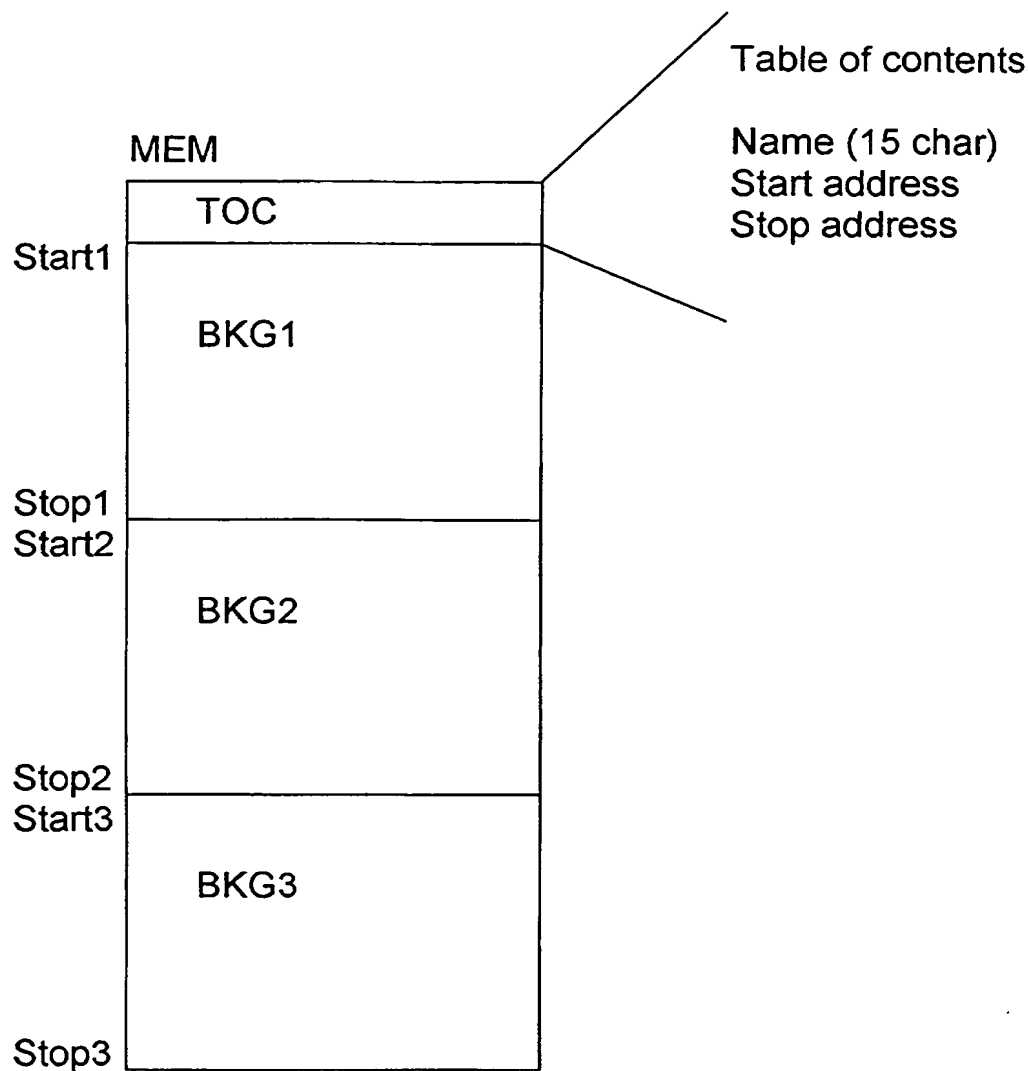 Table of contents
Name (15 char)
Start address
Stop address
MEM
TOC
Start1
BKG1
Stop1
Start2
BKG2
Stop2
Start3
BKG3
Stop3